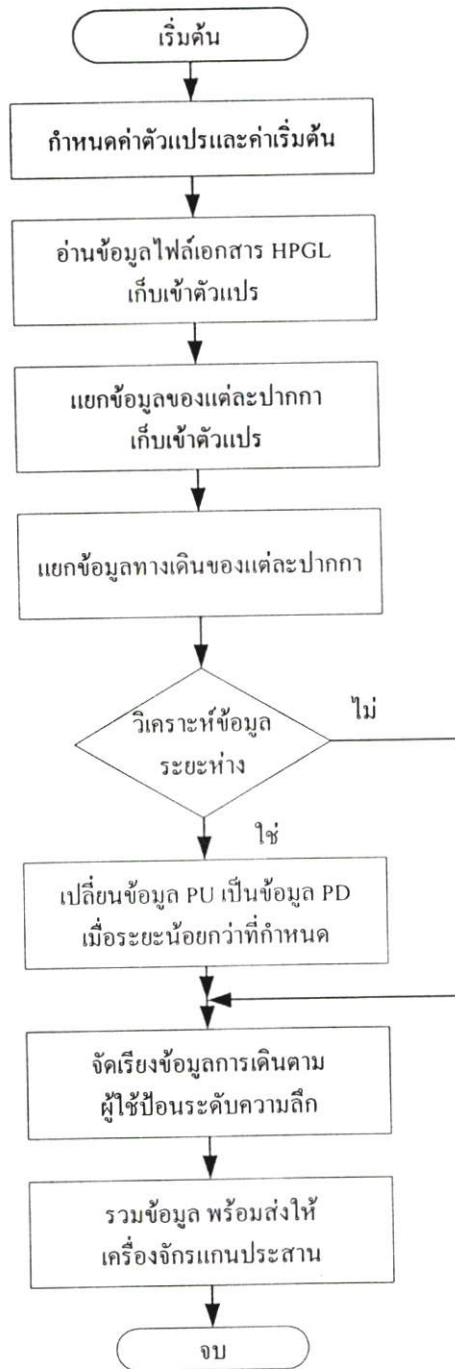 เริ่มต้น
กำหนดค่าตัวแปรและค่าเริ่มต้น
อ่านข้อมูลไฟล์เอกสาร HPGL
เก็บเข้าตัวแปร
แยกข้อมูลของแต่ละปากกา
เก็บเข้าตัวแปร
แยกข้อมูลทางเดินของแต่ละปากกา
วิเคราะห์ข้อมูล
ระยะห่าง
ไม่
ใช่
เปลี่ยนข้อมูล PU เป็นข้อมูล PD
เมื่อระยะน้อยกว่าที่กำหนด
จัดเรียงข้อมูลการเดินตาม
ผู้ใช้ป้อนระดับความลึก
รวมข้อมูล พร้อมส่งให้
เครื่องจักรแกนประสาน
จบ